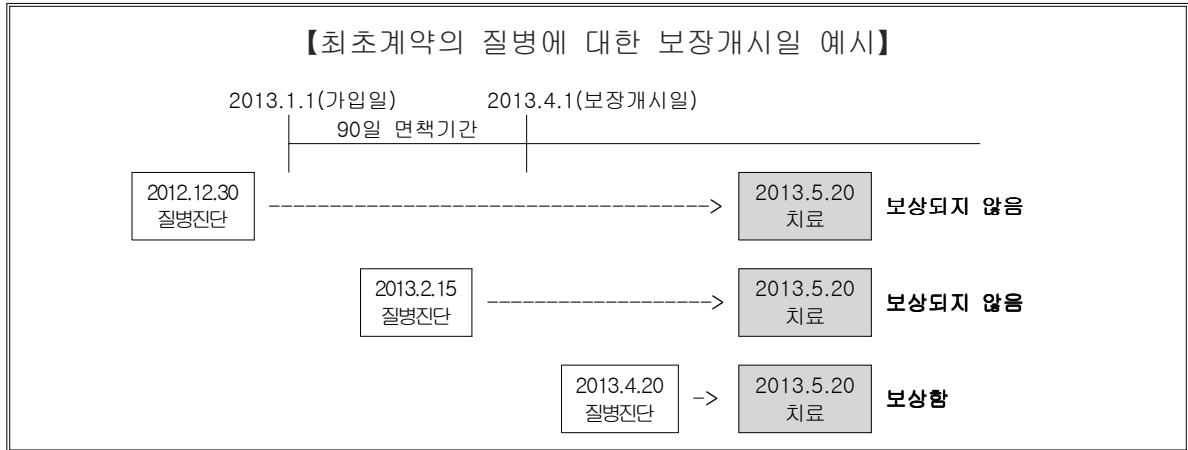 【최초계약의 질병에 대한 보장개시일 예시】
2013.1.1(가입일) 2013.4.1(보장개시일)
90일 면책기간
2012.12.30
질병진단
2013.5.20
치료
보상되지 않음
2013.2.15
질병진단
2013.5.20
치료
보상되지 않음
2013.4.20
질병진단
2013.5.20
치료
보상함